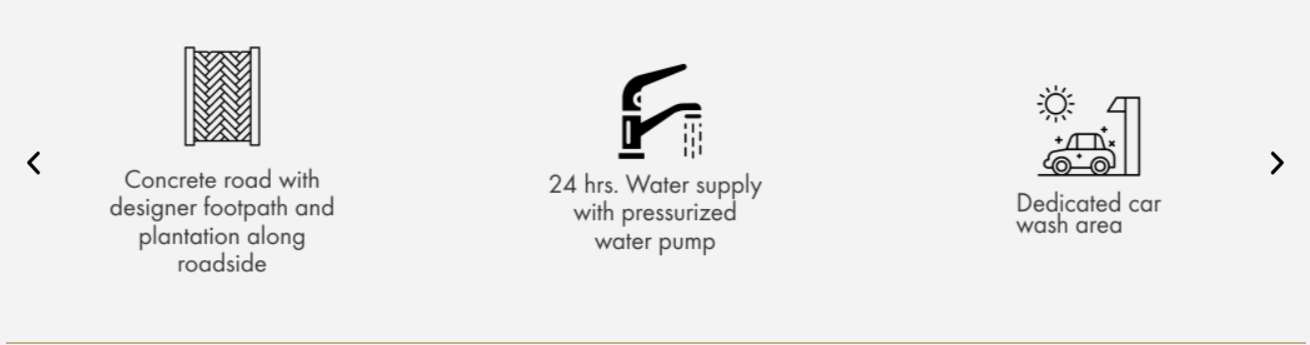 Concrete road with
designer footpath and
plantation along
roadside
24 hrs. Water supply
with pressurized
water pump
Dedicated car
wash area